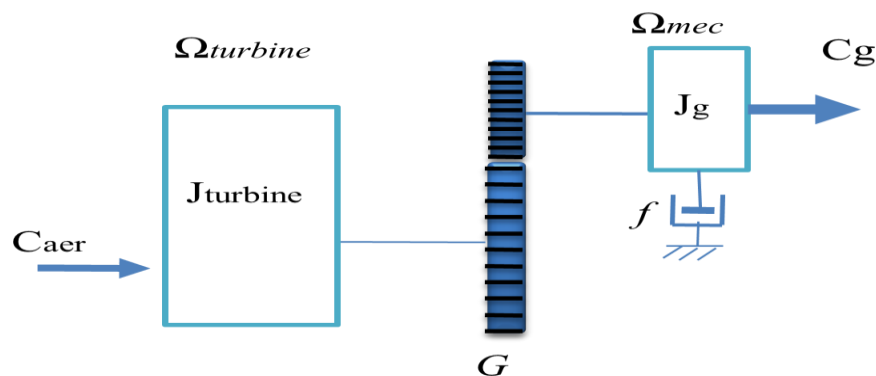 Ωturbine
Ωmec
Cg
Jg
Jturbine
f
Caer
G